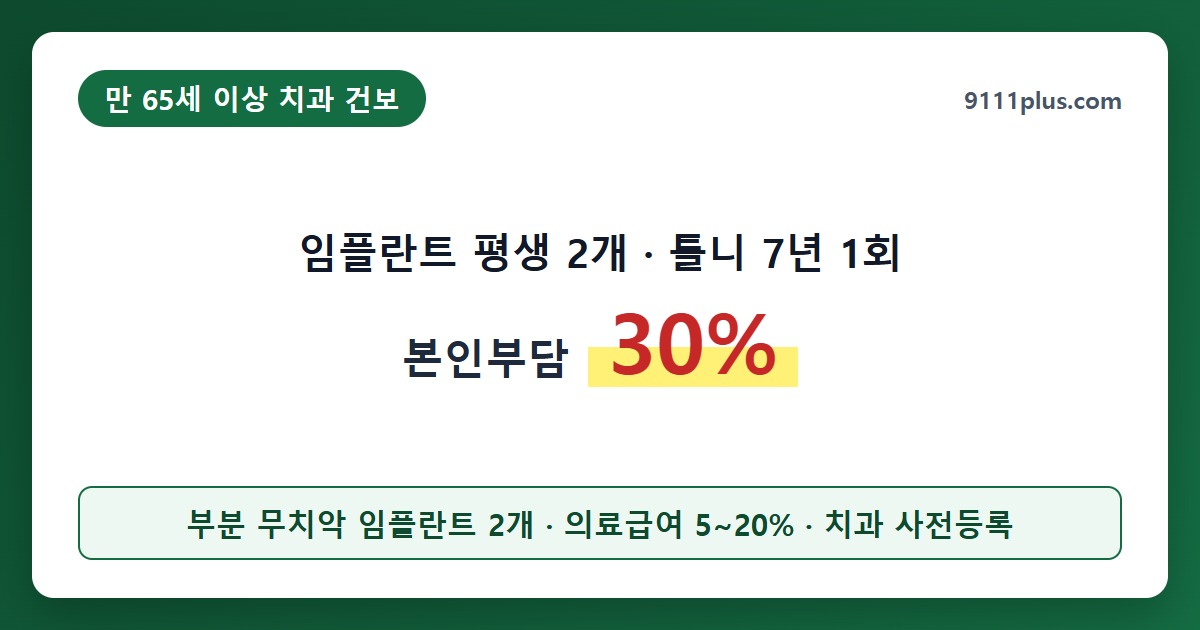 만 65세 이상 치과 건보
9111plus.com
임플란트 평생 2개 · 틀니 7년 1회
본인부담 30%
부분 무치악 임플란트 2개 · 의료급여 5~20% · 치과 사전등록